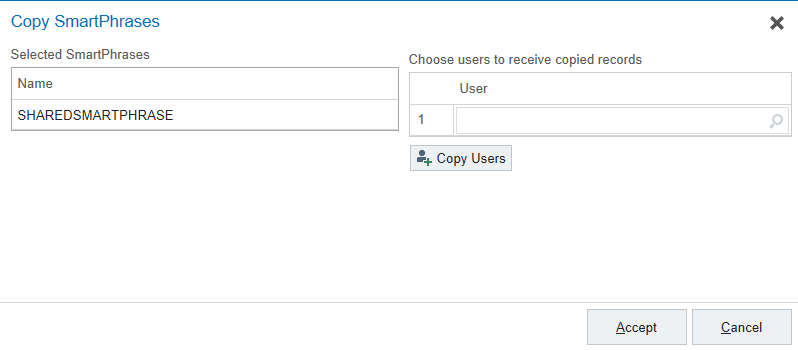 Copy SmartPhrases
Selected SmartPhrases
Name
SHAREDSMARTPHRASE
Choose users to receive copied records
User
1
Copy Users
Accept
Cancel